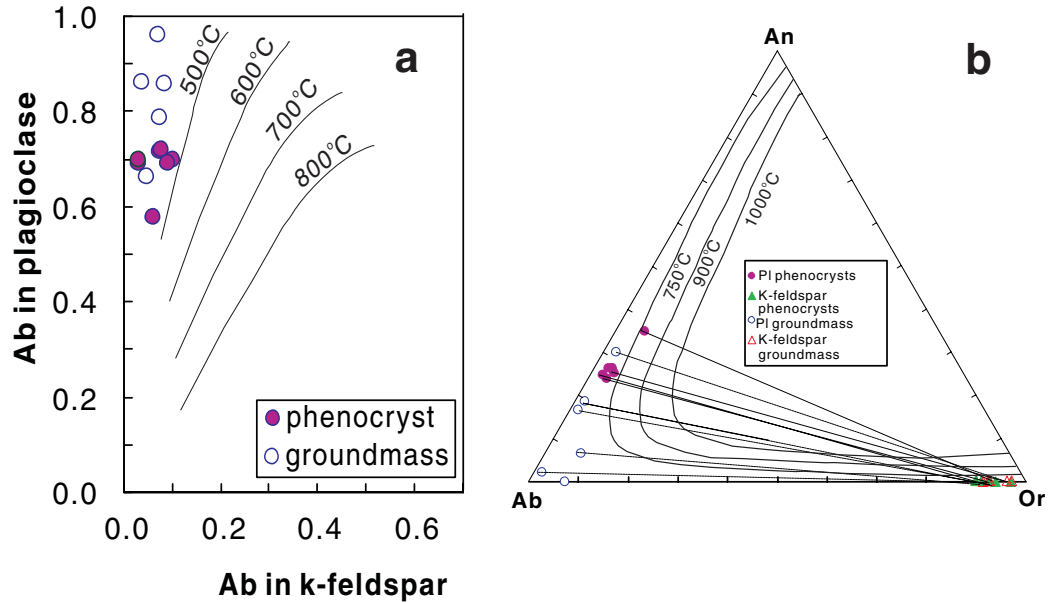 a
1.0
0.8
0.6
0.4
0.2
0.0
Ab in plagioclase
500°C
600°C
700°C
800°C
phenocryst
groundmass
0.0 0.2 0.4 0.6
Ab in k-feldspar
b
An
750°C
900°C
1000°C
Pl phenocrysts
K-feldspar
phenocrysts
Pl groundmass
K-feldspar
groundmass
Ab
Or